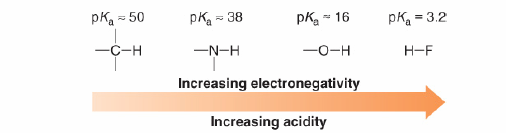 pKa ≈ 50 pKa ≈ 38 pKa ≈ 16 pKa = 3.2
—C—H —N—H —O—H H—F
Increasing electronegativity
Increasing acidity